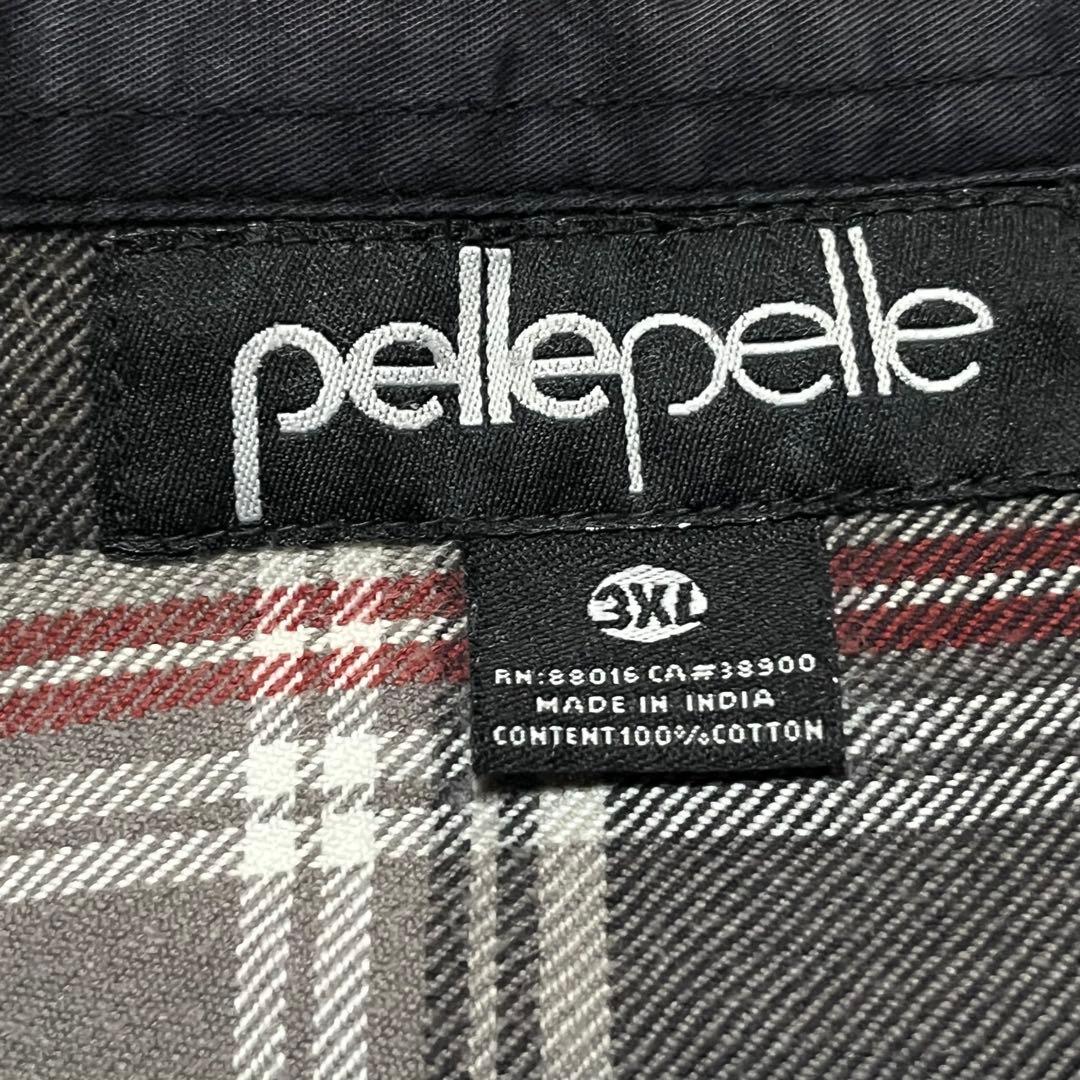 pellepelle
3XL
RN:88016 CA#38900
MADE IN INDIA
CONTENT100%COTTON